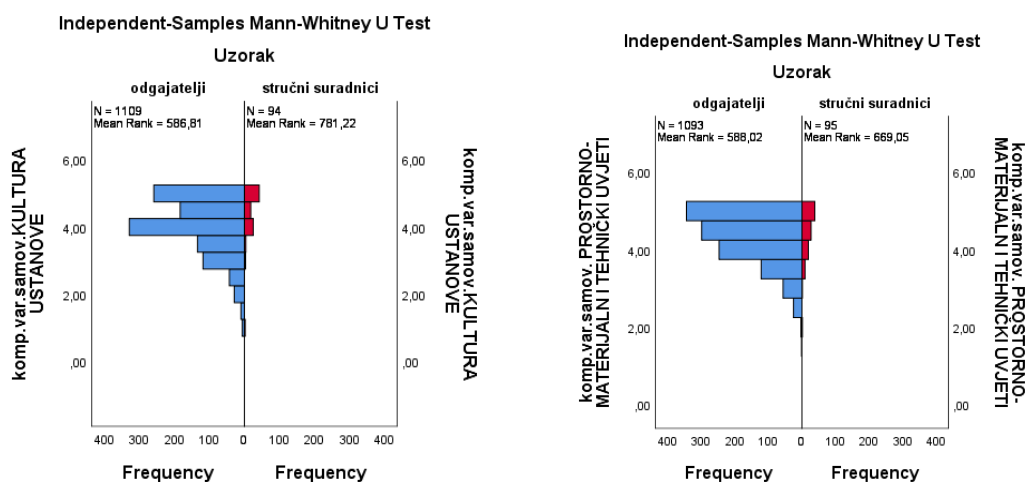 Independent-Samples Mann-Whitney U Test
Uzorak
odgajatelji
stručni suradnici
N = 1109
Mean Rank = 586,81
N = 94
Mean Rank = 781,22
komp.var.samov.KULTURA
USTANOVE
6,00
4,00
2,00
,00
6,00
4,00
2,00
,00
komp.var.samov.KULTURA
USTANOVE
400 300 200 100 0 100 200 300 400
Frequency
Frequency
Independent-Samples Mann-Whitney U Test
Uzorak
odgajatelji
stručni suradnici
N = 1093
Mean Rank = 588,02
N = 95
Mean Rank = 669,05
komp.var.samov. PROSTORNO-
MATERIJALN I TEHNIČKI UVJETI
6,00
4,00
2,00
,00
6,00
4,00
2,00
,00
komp.var.samov. PROSTORNO-
MATERIJALN I TEHNIČKI UVJETI
400 300 200 100 0 100 200 300 400
Frequency
Frequency